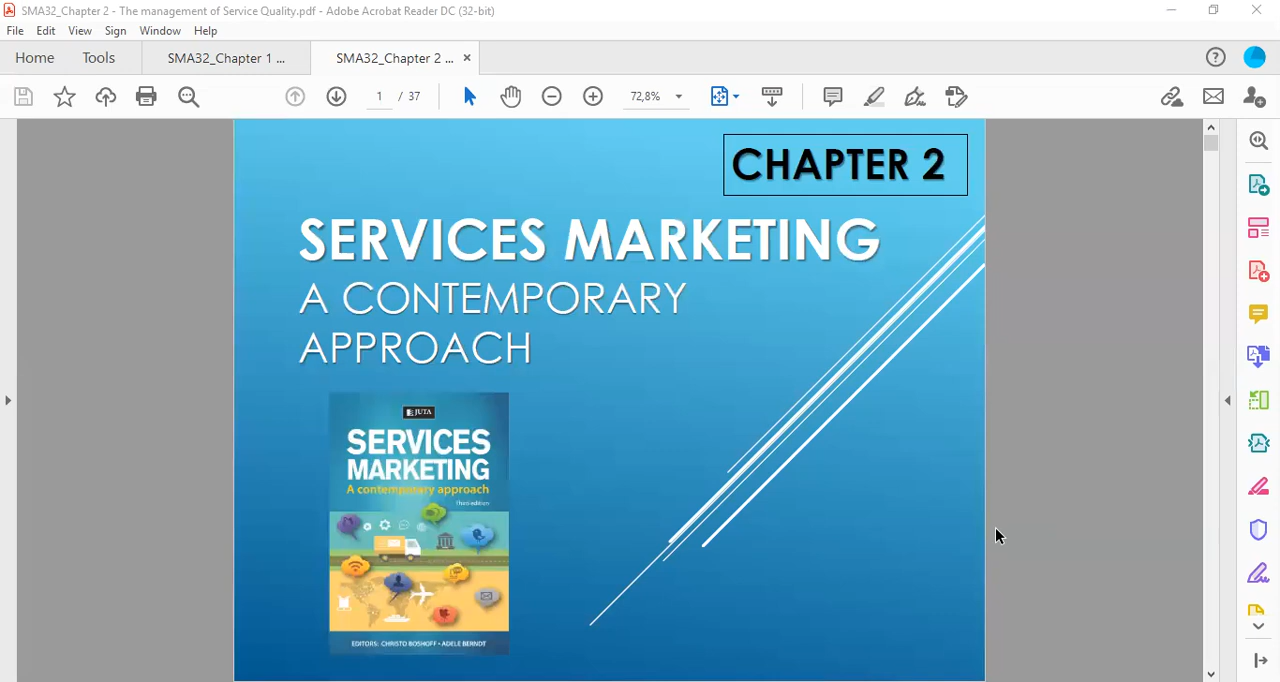 SMA32_Chapter 2 - The management of Service Quality.pdf - Adobe Acrobat Reader DC (32-bit)
File Edit View Sign Window Help
Home Tools SMA32_Chapter 1 ... SMA32_Chapter 2 ... ×
1 / 37 72,8%
CHAPTER 2
SERVICES MARKETING
A CONTEMPORARY
APPROACH
JUTA
SERVICES
MARKETING
A contemporary approach
Third edition
EDITORS: CHRISTO BOSHOFF • ADELE BERNDT